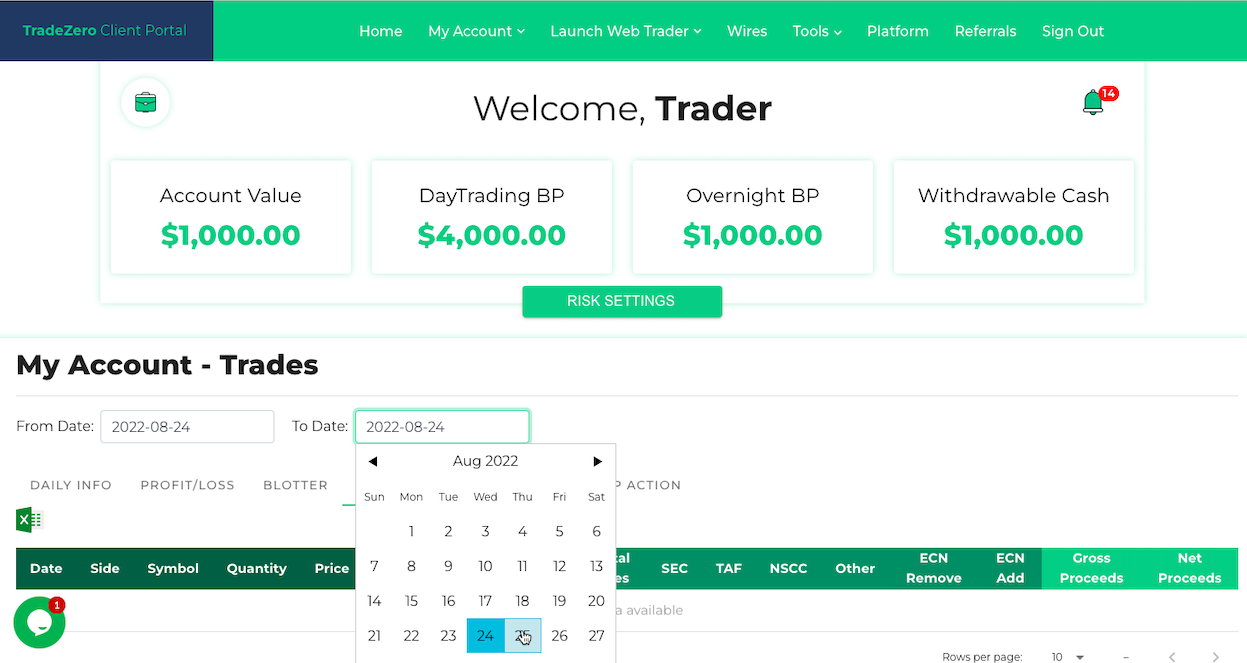 TradeZero Client Portal
Home My Account Launch Web Trader Wires Tools Platform Referrals Sign Out
Welcome, Trader
14
Account Value DayTrading BP Overnight BP Withdrawable Cash
$1,000.00 $4,000.00 $1,000.00 $1,000.00
RISK SETTINGS
My Account - Trades
From Date: 2022-08-24 To Date: 2022-08-24
Aug 2022
DAILY INFO PROFIT/LOSS BLOTTER ACTION
Sun Mon Tue Wed Thu Fri Sat
1 2 3 4 5 6
7 8 9 10 11 12 13
14 15 16 17 18 19 20
21 22 23 24 25 26 27
Date Side Symbol Quantity Price SEC TAF NSCC Other ECN Remove ECN Add Gross Proceeds Net Proceeds
available
1
Rows per page: 10 –